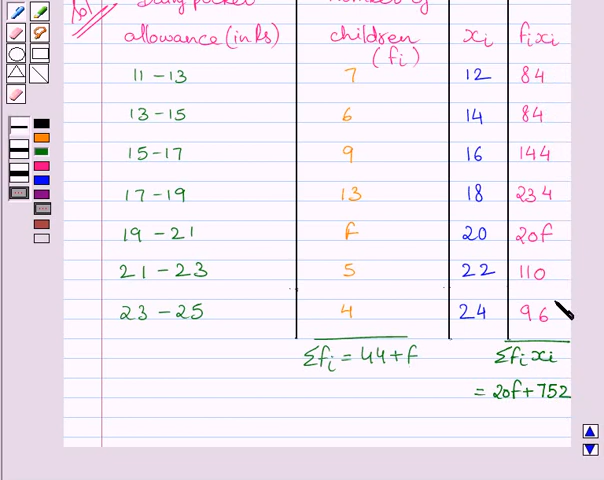 Sol
allowance (in Rs) children (fi) xi fixi
11 – 13 7 12 84
13 – 15 6 14 84
15 – 17 9 16 144
17 – 19 13 18 234
19 – 21 f 20 20f
21 – 23 5 22 110
23 – 25 4 24 96
Σfi = 44 + f Σfixi
= 20f + 752